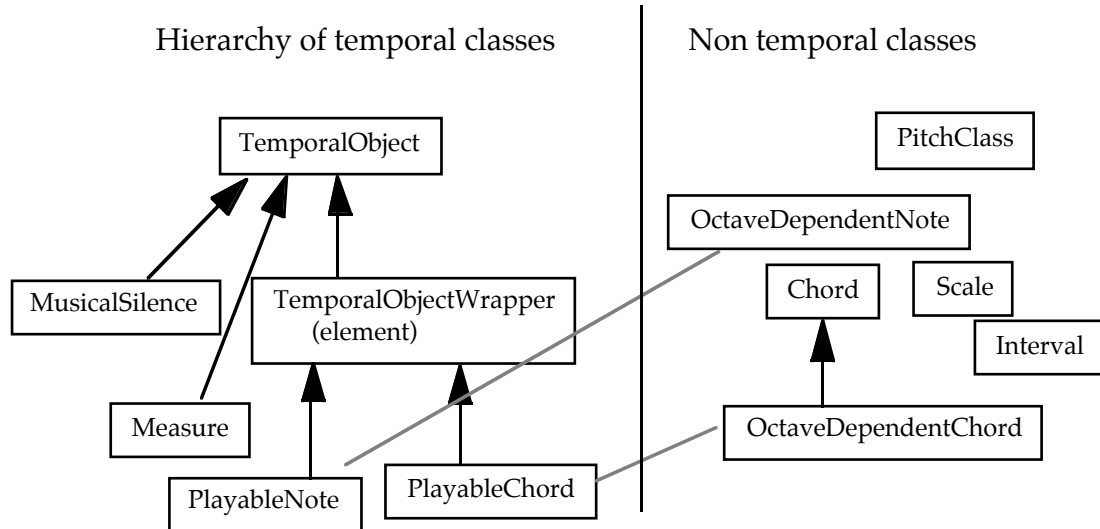 Hierarchy of temporal classes
Non temporal classes
TemporalObject
PitchClass
OctaveDependentNote
MusicalSilence
TemporalObjectWrapper
(element)
Chord
Scale
Interval
Measure
OctaveDependentChord
PlayableNote
PlayableChord